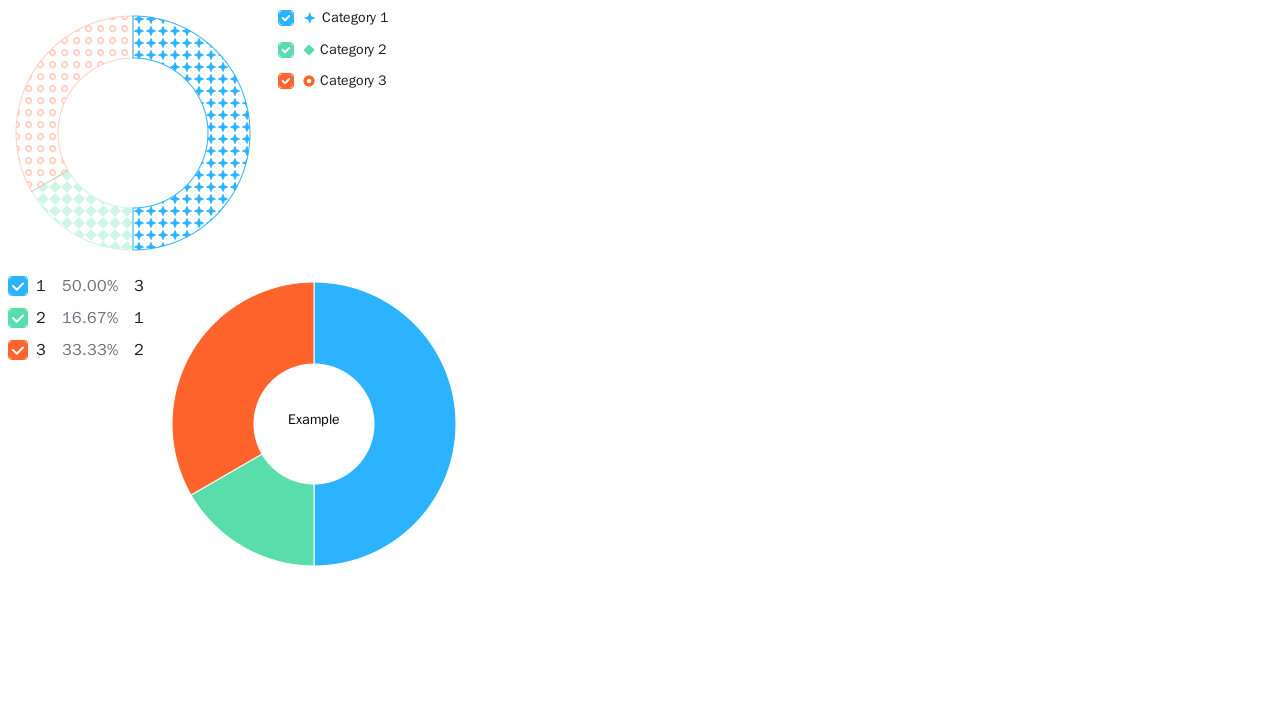 Category 1
Category 2
Category 3
1 50.00% 3
2 16.67% 1
3 33.33% 2
Example